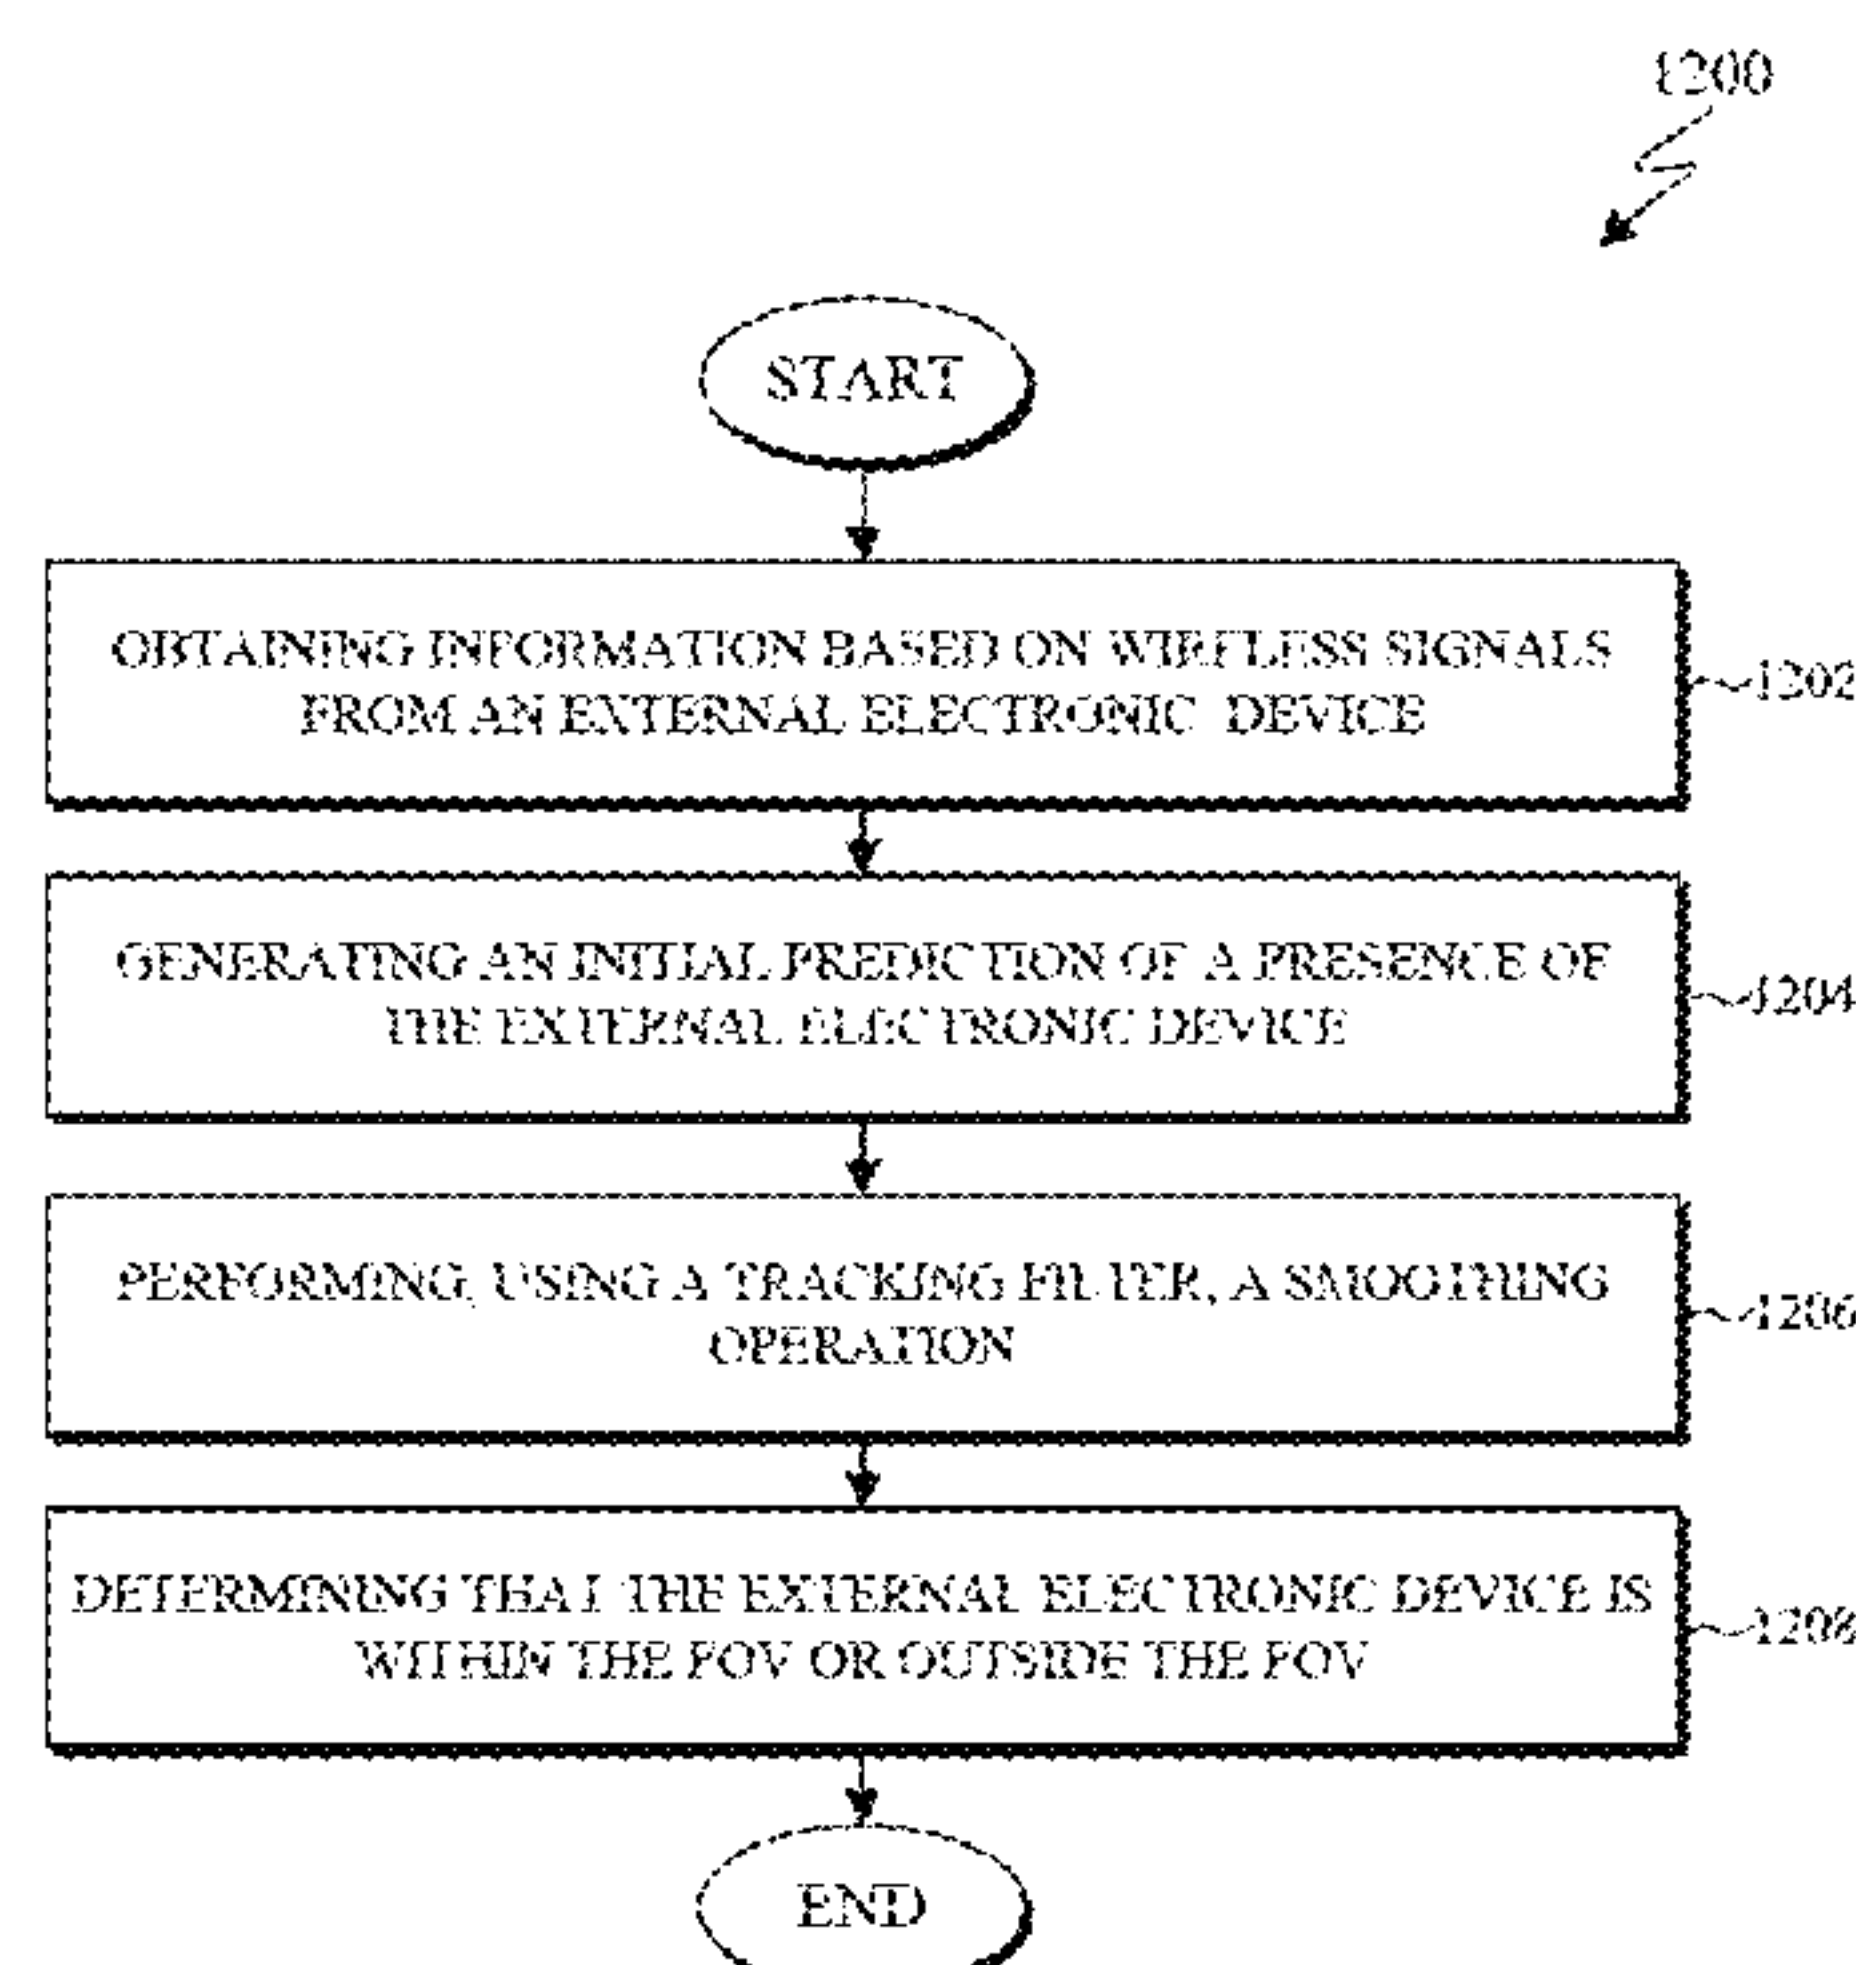 1200
START
OBTAINING INFORMATION BASED ON WIRELESS SIGNALS
FROM AN EXTERNAL ELECTRONIC DEVICE
1202
GENERATING AN INITIAL PREDICTION OF A PRESENCE OF
THE EXTERNAL ELECTRONIC DEVICE
1204
PERFORMING, USING A TRACKING FILTER, A SMOOTHING
OPERATION
1206
DETERMINING THAT THE EXTERNAL ELECTRONIC DEVICE IS
WITHIN THE FOV OR OUTSIDE THE FOV
1208
END